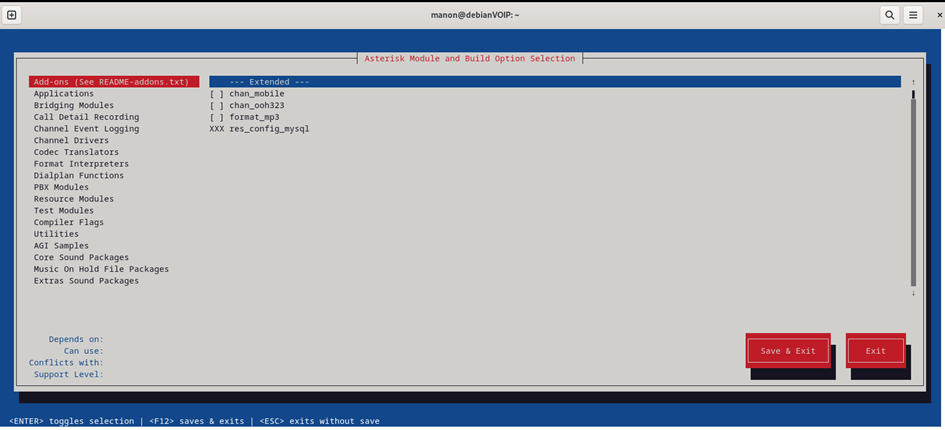 manon@debianVOIP: ~
Asterisk Module and Build Option Selection
Add-ons (See README-addons.txt) --- Extended ---
Applications [ ] chan_mobile
Bridging Modules [ ] chan_ooh323
Call Detail Recording [ ] format_mp3
Channel Event Logging XXX res_config_mysql
Channel Drivers
Codec Translators
Format Interpreters
Dialplan Functions
PBX Modules
Resource Modules
Test Modules
Compiler Flags
Utilities
AGI Samples
Core Sound Packages
Music On Hold File Packages
Extras Sound Packages
Depends on:
Can use:
Conflicts with:
Support Level:
Save & Exit Exit
<ENTER> toggles selection | <F12> saves & exits | <ESC> exits without save